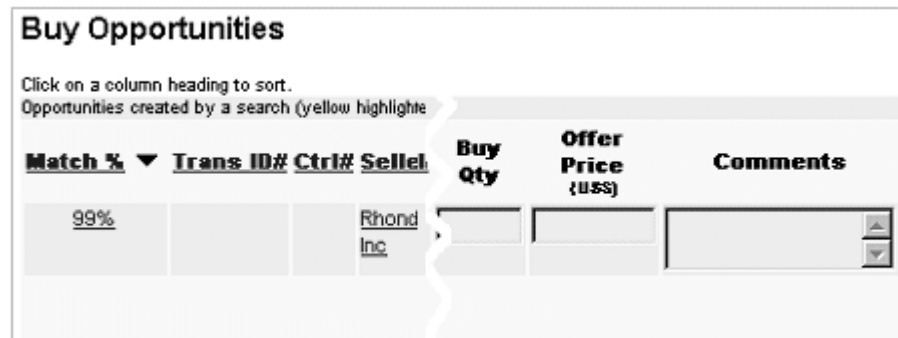 Buy Opportunities
Click on a column heading to sort.
Opportunities created by a search (yellow highlighte
Match % ▼ Trans ID# Ctrl# Selle Buy Qty Offer Price (US$) Comments
99% Rhond
Inc